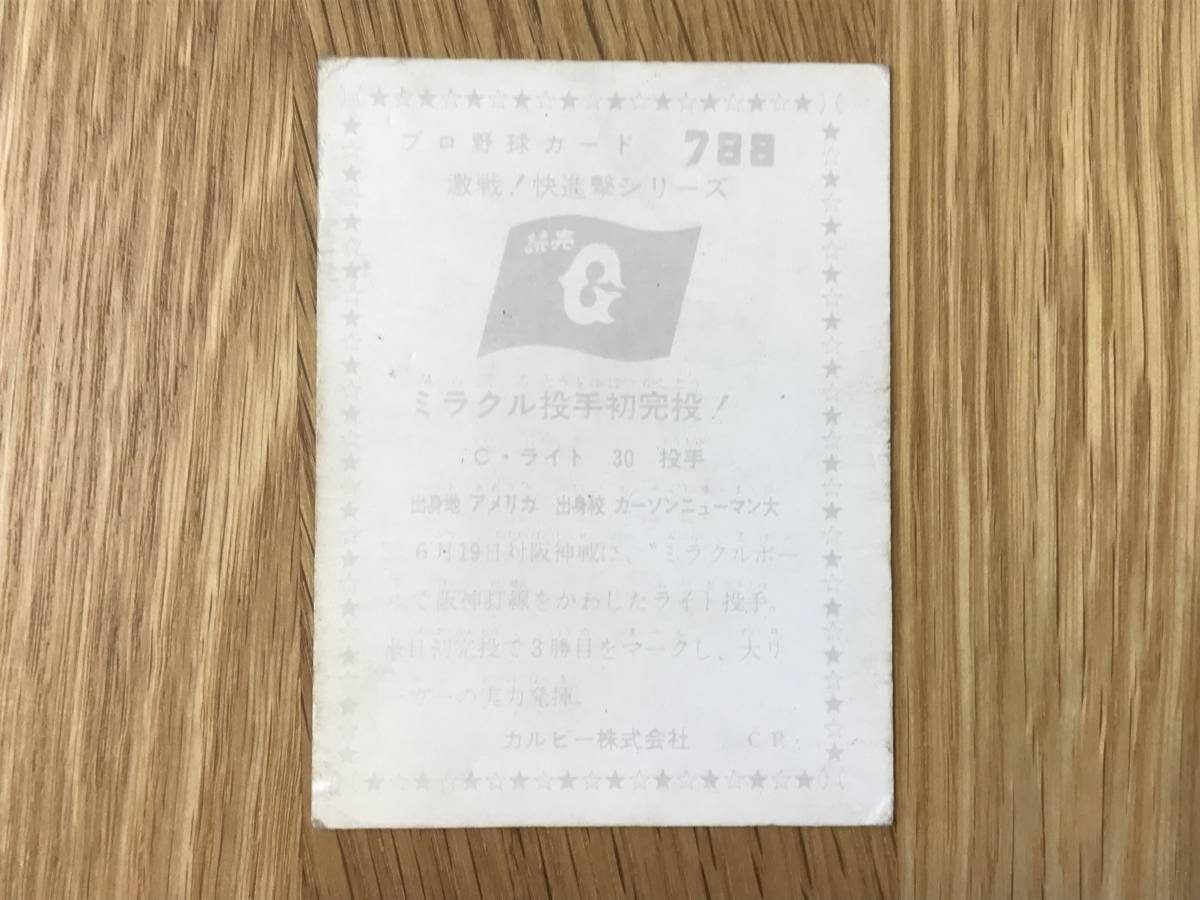 プロ野球カード 788
激戦！快進撃シリーズ
読売
G
ミラクル投手初完投！
C・ライト 30 投手
出身地 アメリカ 出身校 カーソンニューマン大
6月19日対阪神戦に、〝ミラクルボー
で阪神打線をかわしたライト投手。
来日初完投で3勝目をマークし、大リ
ーガーの実力発揮。
カルビー株式会社 CP